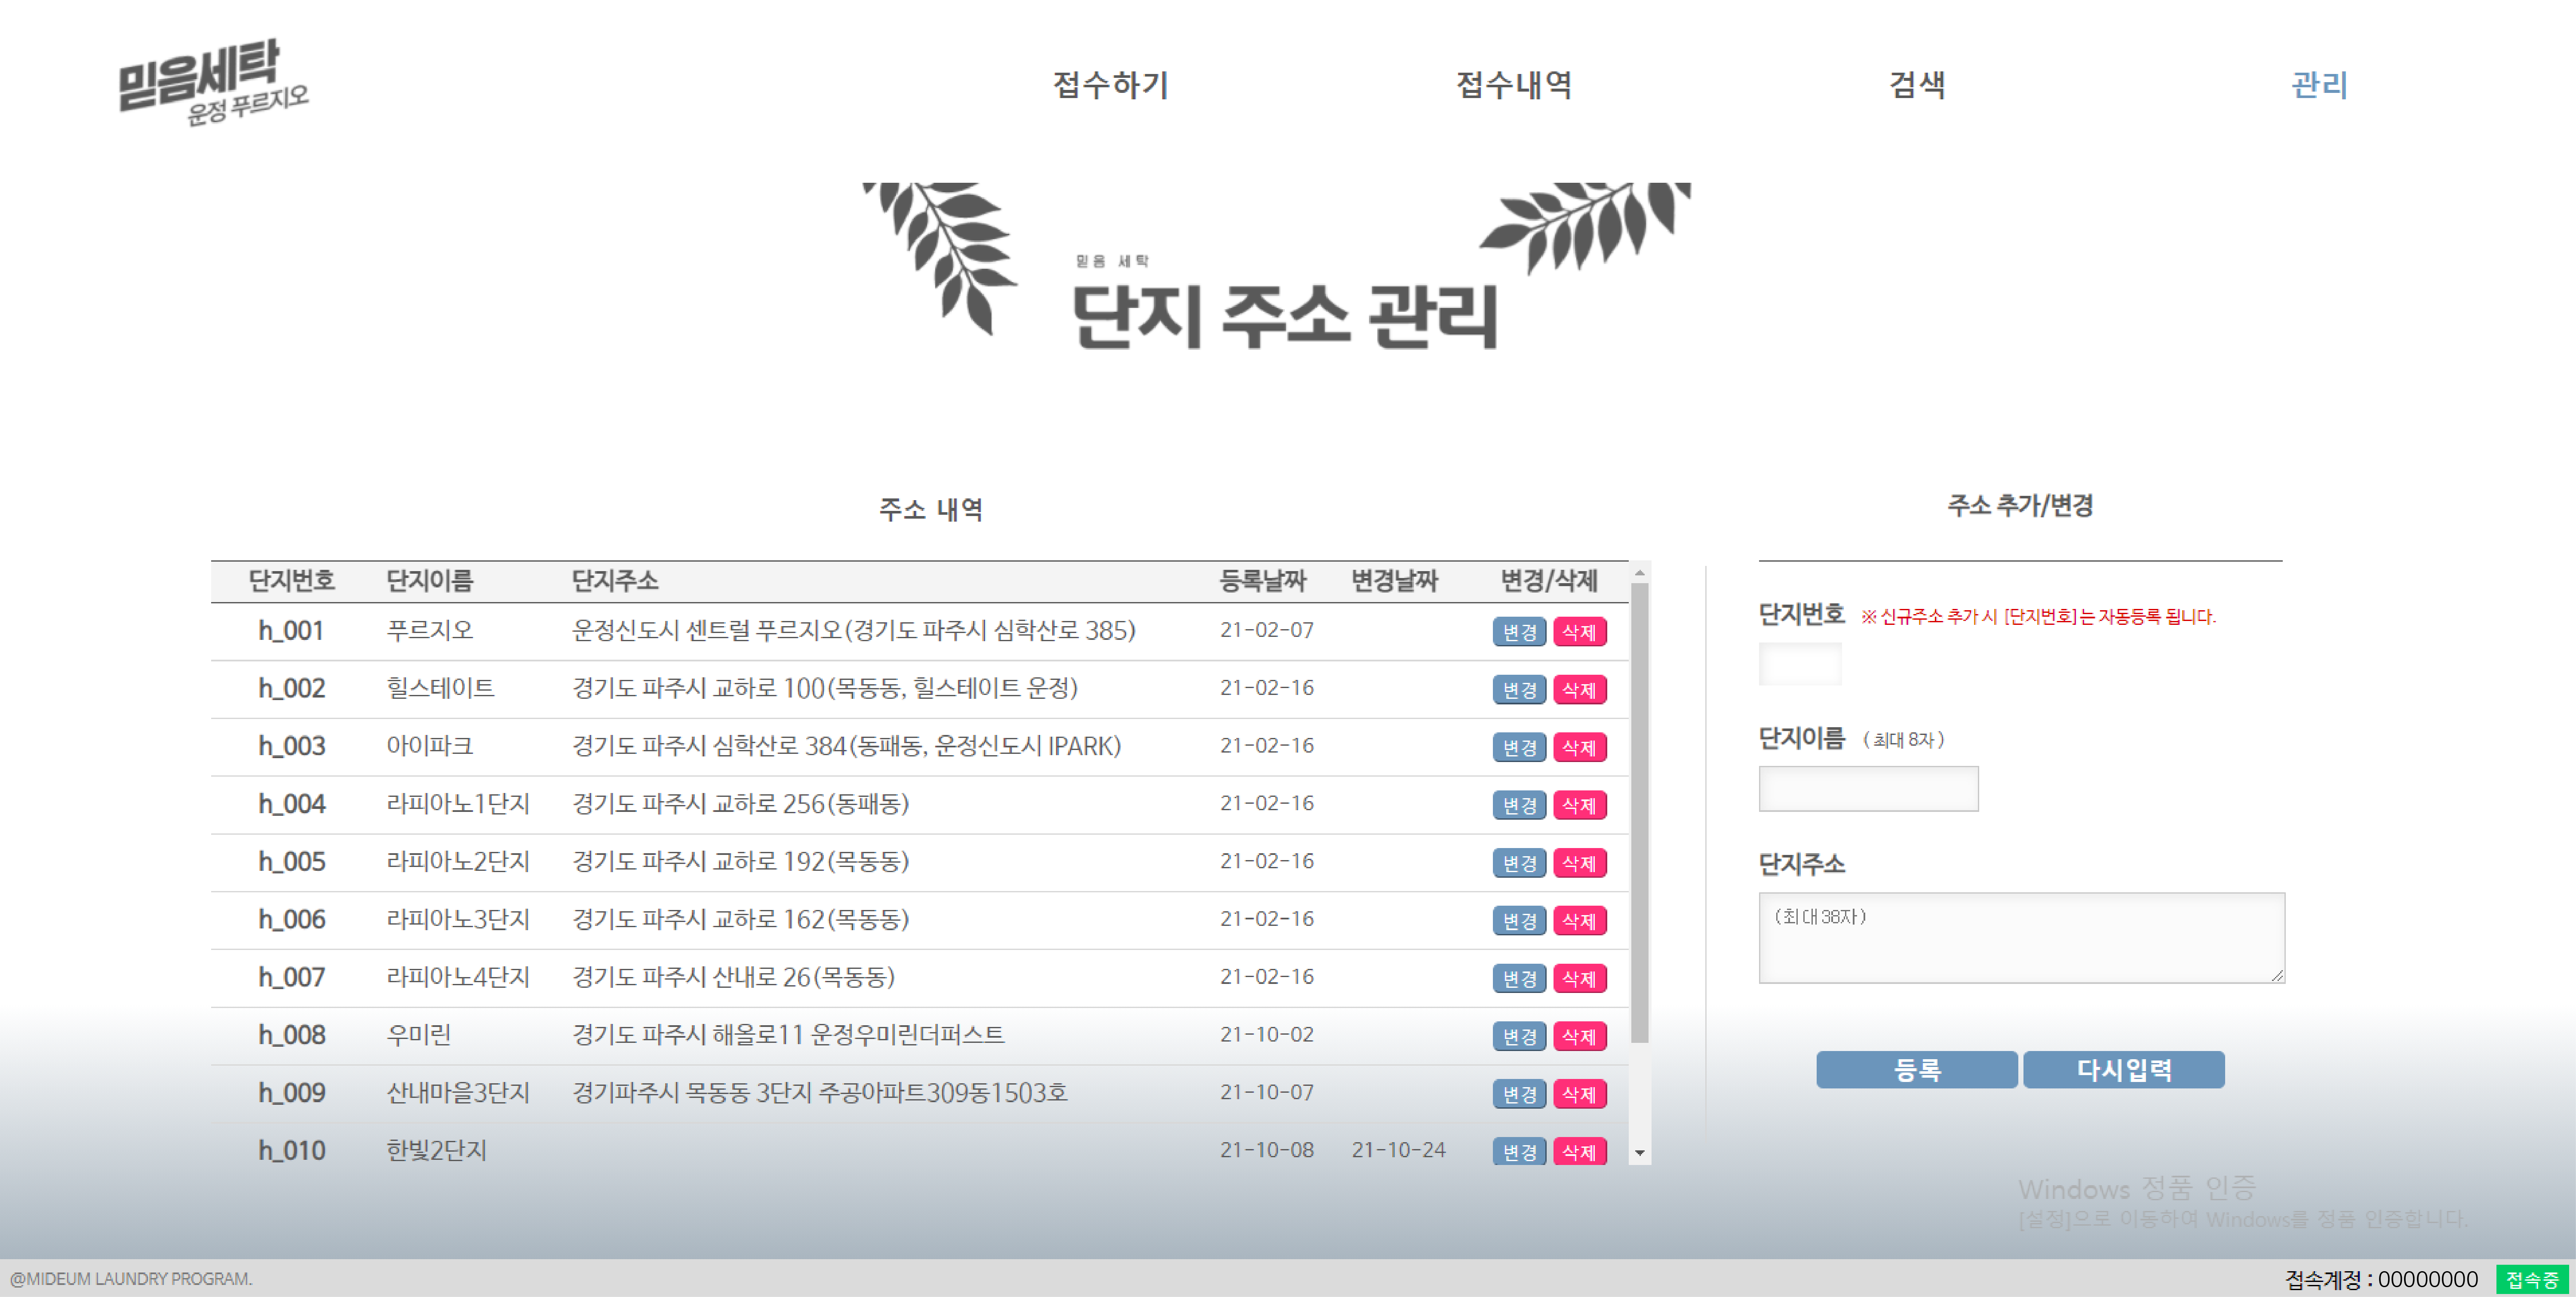 믿음세탁
운정 푸르지오
접수하기 접수내역 검색 관리
믿음 세탁
단지 주소 관리
주소 내역
단지번호 단지이름 단지주소 등록날짜 변경날짜 변경/삭제
h_001 푸르지오 운정신도시 센트럴 푸르지오(경기도 파주시 심학산로 385) 21-02-07 변경 삭제
h_002 힐스테이트 경기도 파주시 교하로 100(목동동, 힐스테이트 운정) 21-02-16 변경 삭제
h_003 아이파크 경기도 파주시 심학산로 384(동패동, 운정신도시 IPARK) 21-02-16 변경 삭제
h_004 라피아노1단지 경기도 파주시 교하로 256(동패동) 21-02-16 변경 삭제
h_005 라피아노2단지 경기도 파주시 교하로 192(목동동) 21-02-16 변경 삭제
h_006 라피아노3단지 경기도 파주시 교하로 162(목동동) 21-02-16 변경 삭제
h_007 라피아노4단지 경기도 파주시 산내로 26(목동동) 21-02-16 변경 삭제
h_008 우미린 경기도 파주시 해올로11 운정우미린더퍼스트 21-10-02 변경 삭제
h_009 산내마을3단지 경기파주시 목동동 3단지 주공아파트309동1503호 21-10-07 변경 삭제
h_010 한빛2단지 21-10-08 21-10-24 변경 삭제
주소 추가/변경
단지번호 ※ 신규주소 추가 시 [단지번호]는 자동등록 됩니다.
단지이름 (최대 8자)
단지주소
(최대 38자)
등록 다시입력
Windows 정품 인증
[설정]으로 이동하여 Windows를 정품 인증합니다.
@MIDEUM LAUNDRY PROGRAM. 접속계정 : 00000000 접속중